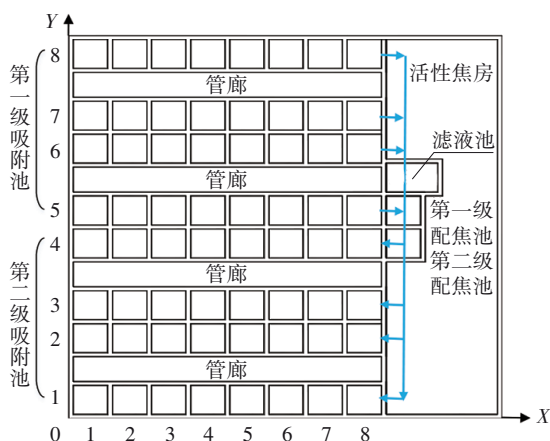 Y
8
7
6
5
4
3
2
1
0
1 2 3 4 5 6 7 8
X
第一级吸附池
第二级吸附池
管廊
管廊
管廊
管廊
活性焦房
滤液池
第一级
配焦池
第二级
配焦池